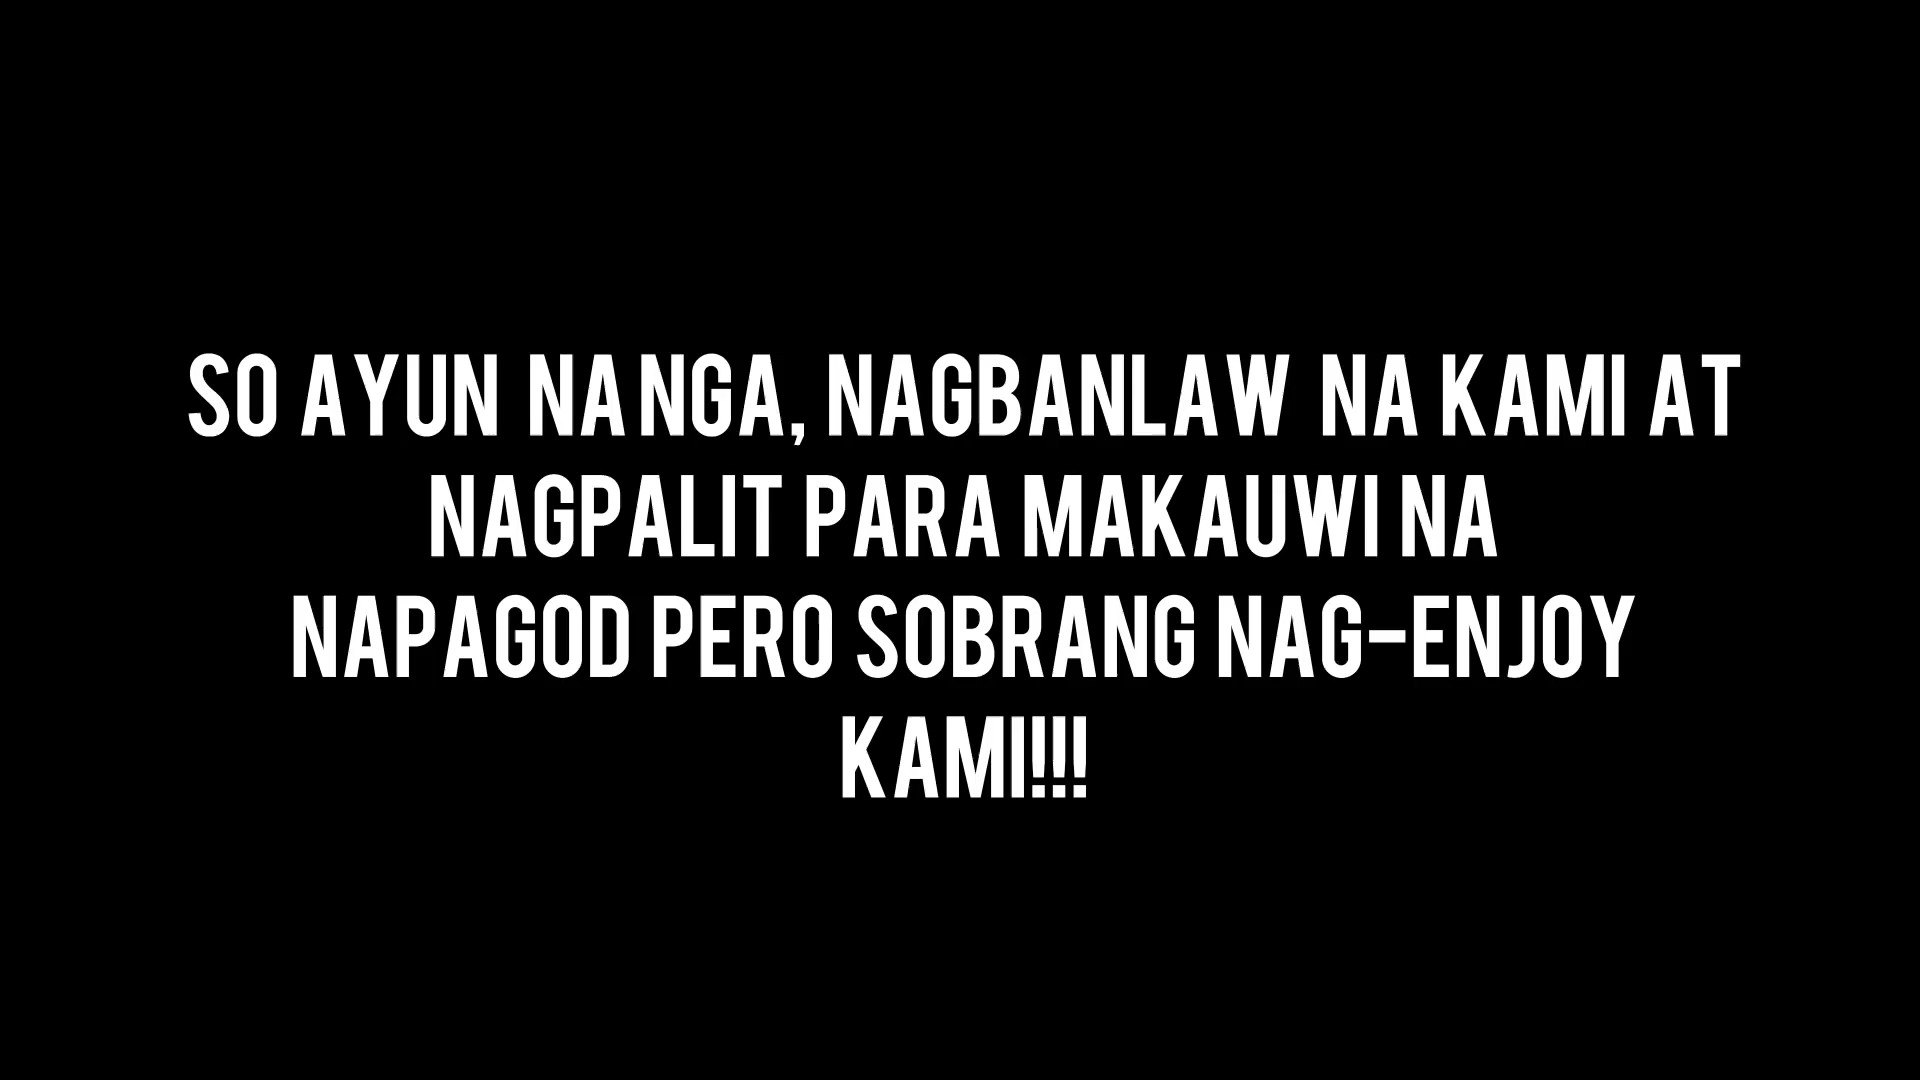 SO AYUN NA NGA, NAGBANLAW NA KAMI AT
NAGPALIT PARA MAKAUWI NA
NAPAGOD PERO SOBRANG NAG-ENJOY
KAMI!!!